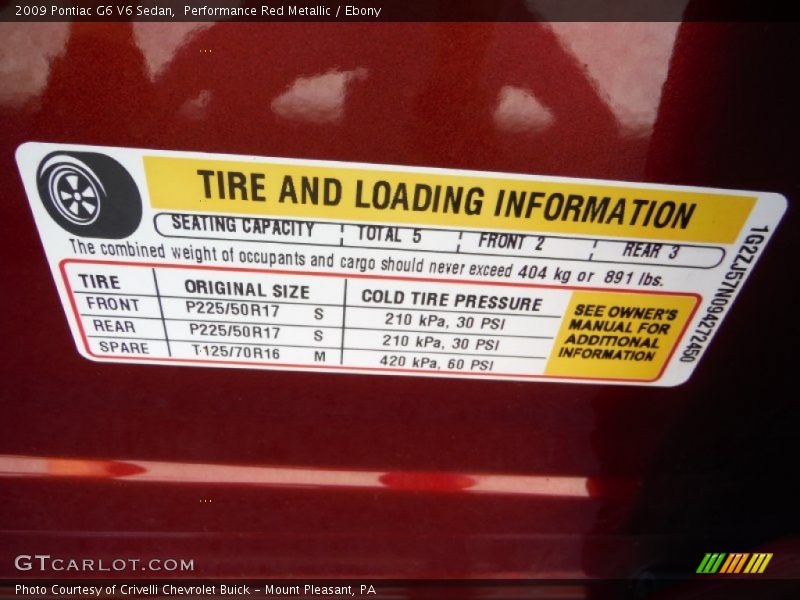 2009 Pontiac G6 V6 Sedan,  Performance Red Metallic / Ebony
TIRE AND LOADING INFORMATION
SEATING CAPACITY TOTAL 5 FRONT 2 REAR 3
The combined weight of occupants and cargo should never exceed 404 kg or 891 lbs.
TIRE ORIGINAL SIZE COLD TIRE PRESSURE
FRONT P225/50R17 S 210 kPa, 30 PSI
REAR P225/50R17 S 210 kPa, 30 PSI
SPARE T125/70R16 M 420 kPa, 60 PSI
SEE OWNER'S
MANUAL FOR
ADDITIONAL
INFORMATION
1G2ZJ57N094272450
GTCARLOT.COM
Photo Courtesy of Crivelli Chevrolet Buick - Mount Pleasant, PA